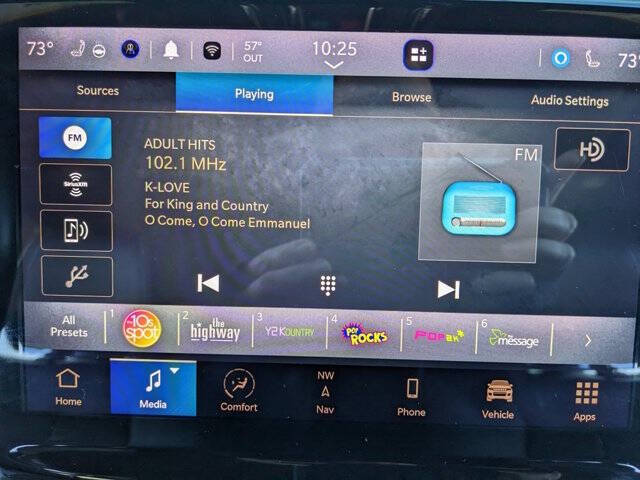 73°
57°
OUT
10:25
73°
Sources
Playing
Browse
Audio Settings
FM
SiriusXM
ADULT HITS
102.1 MHz
K-LOVE
For King and Country
O Come, O Come Emmanuel
FM
HD
All
Presets
1
-10s
spot
2
the
highway
3
Y2KOUNTRY
4
POP
ROCKS
5
POP
6
the
message
Home
Media
Comfort
NW
Nav
Phone
Vehicle
Apps